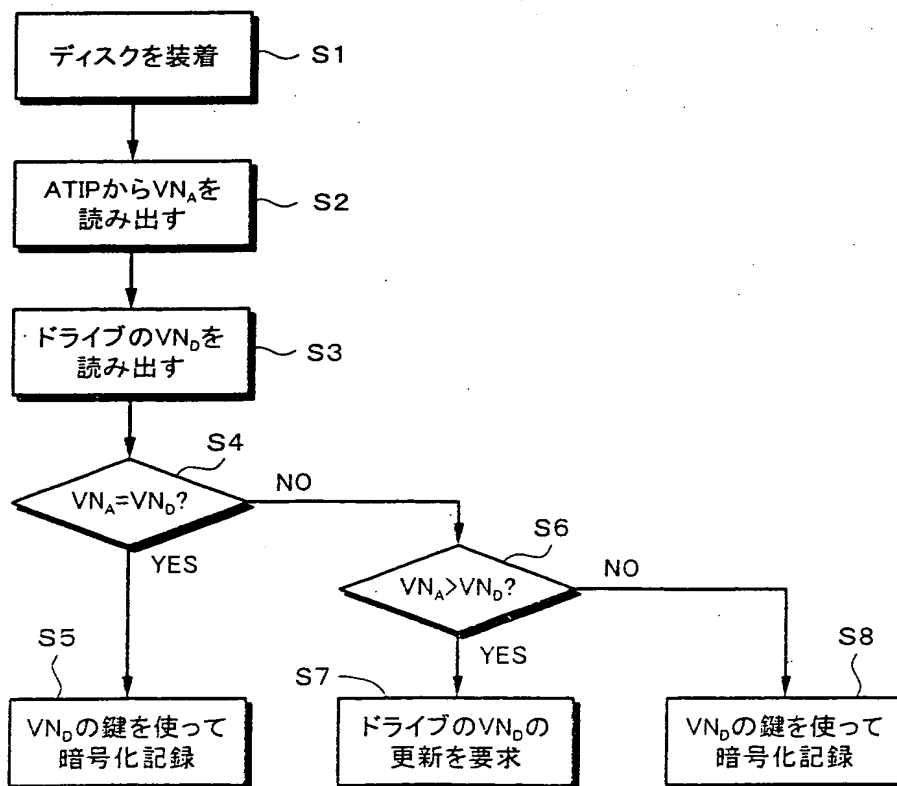 ディスクを装着
S1
ATIPからVNAを
読み出す
S2
ドライブのVNDを
読み出す
S3
S4
VNA=VND?
NO
YES
S6
VNA>VND?
NO
YES
S5
VNDの鍵を使って
暗号化記録
S7
ドライブのVNDの
更新を要求
S8
VNDの鍵を使って
暗号化記録